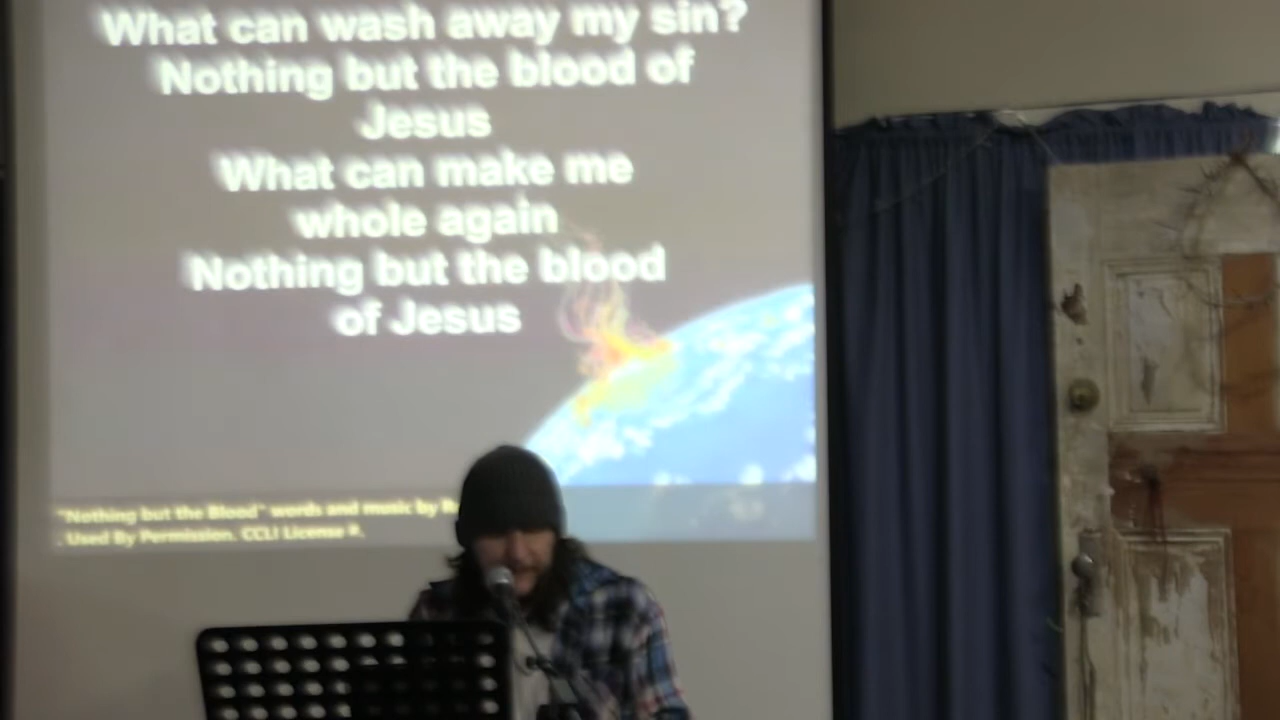 What can wash away my sin?
Nothing but the blood of
Jesus
What can make me
whole again
Nothing but the blood
of Jesus
"Nothing but the Blood" words and music by
. Used By Permission. CCLI License #.